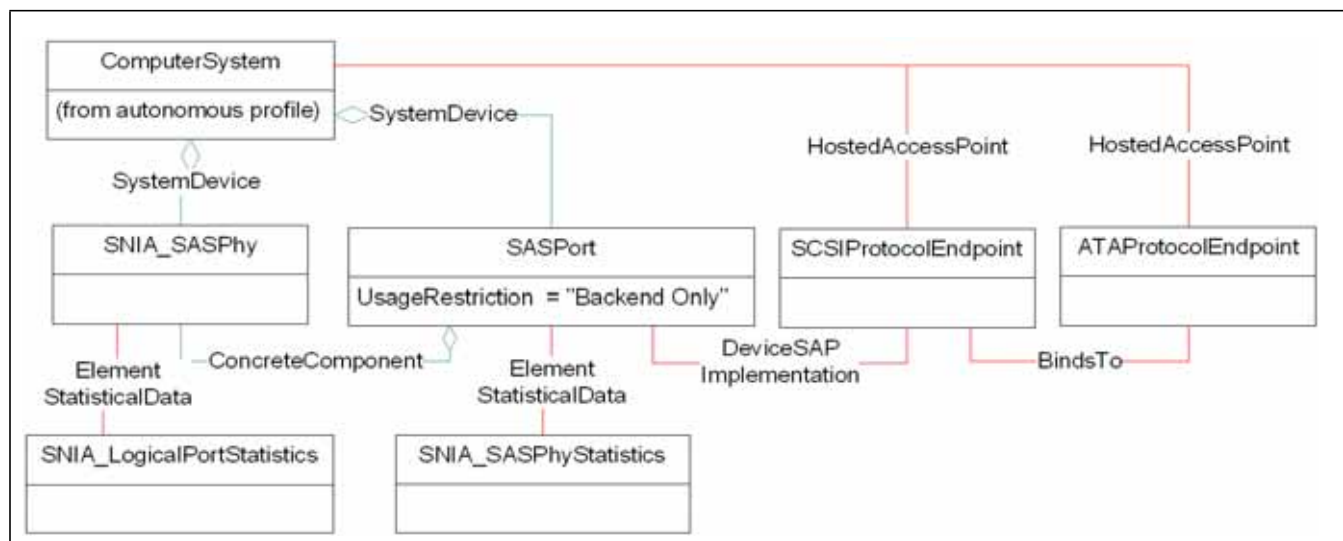 ComputerSystem
(from autonomous profile)
SystemDevice
HostedAccessPoint
HostedAccessPoint
SystemDevice
SNIA_SASPhy
SASPort
UsageRestriction = "Backend Only"
SCSIProtocolEndpoint
ATAProtocolEndpoint
ConcreteComponent
Element
StatisticalData
Element
StatisticalData
DeviceSAP
Implementation
BindsTo
SNIA_LogicalPortStatistics
SNIA_SASPhyStatistics